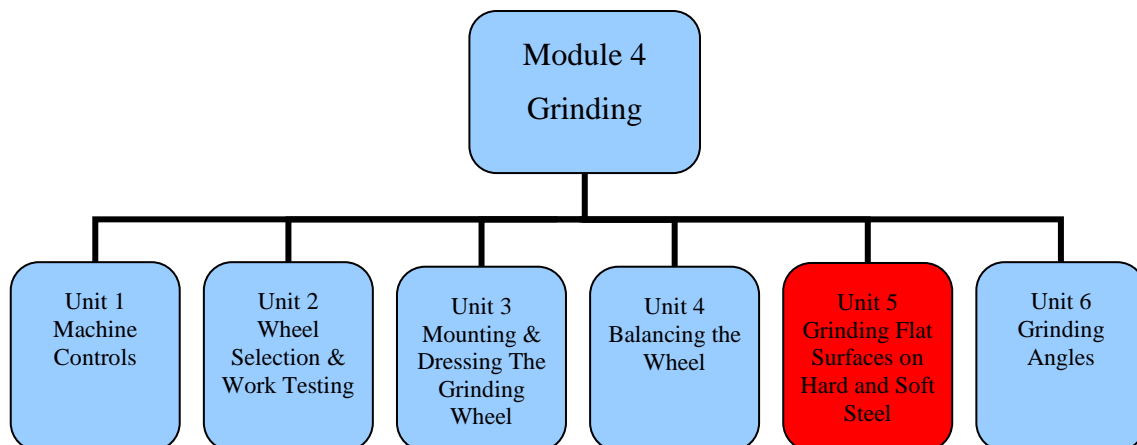 Module 4
Grinding
Unit 1
Machine
Controls
Unit 2
Wheel
Selection &
Work Testing
Unit 3
Mounting &
Dressing The
Grinding
Wheel
Unit 4
Balancing the
Wheel
Unit 5
Grinding Flat
Surfaces on
Hard and Soft
Steel
Unit 6
Grinding
Angles